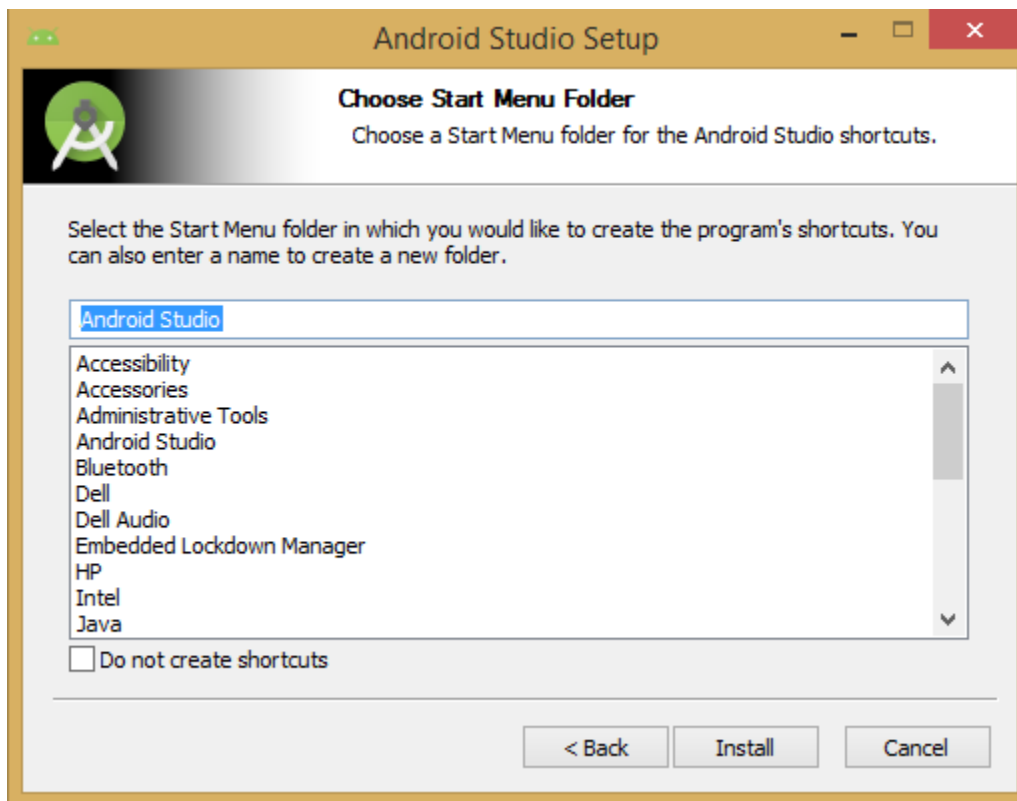 Android Studio Setup
Choose Start Menu Folder
Choose a Start Menu folder for the Android Studio shortcuts.
Select the Start Menu folder in which you would like to create the program's shortcuts. You
can also enter a name to create a new folder.
Android Studio
Accessibility
Accessories
Administrative Tools
Android Studio
Bluetooth
Dell
Dell Audio
Embedded Lockdown Manager
HP
Intel
Java
Do not create shortcuts
< Back
Install
Cancel